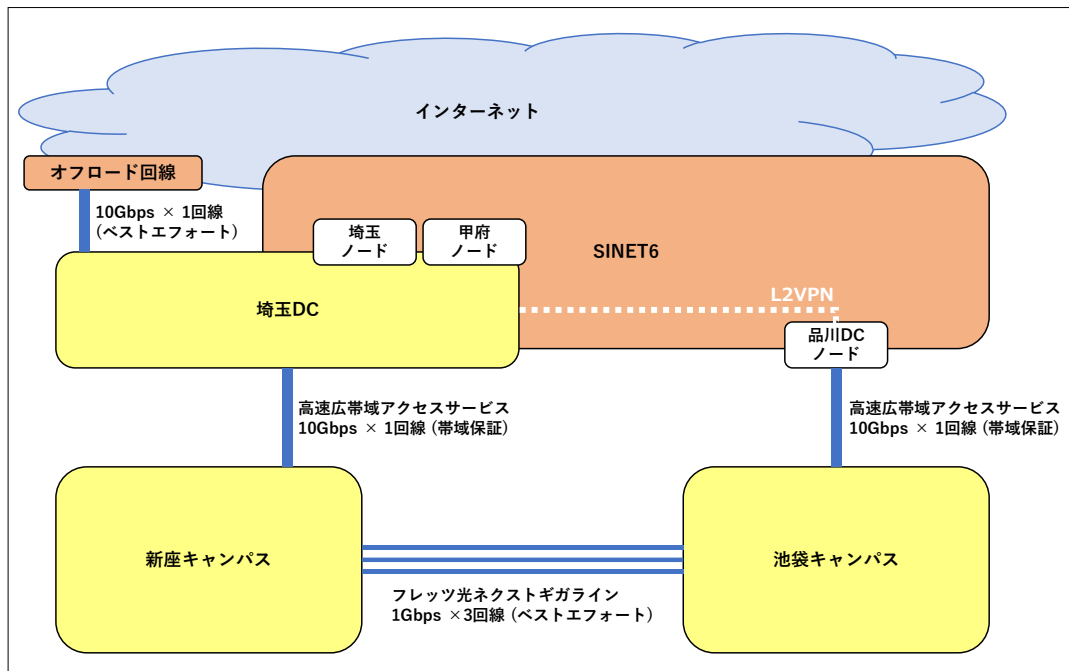 インターネット
オフロード回線
10Gbps × 1回線
(ベストエフォート)
埼玉
ノード
甲府
ノード
SINET6
埼玉DC
L2VPN
品川DC
ノード
高速広帯域アクセスサービス
10Gbps × 1回線 (帯域保証)
高速広帯域アクセスサービス
10Gbps × 1回線 (帯域保証)
新座キャンパス
池袋キャンパス
フレッツ光ネクストギガライン
1Gbps ×3回線 (ベストエフォート)